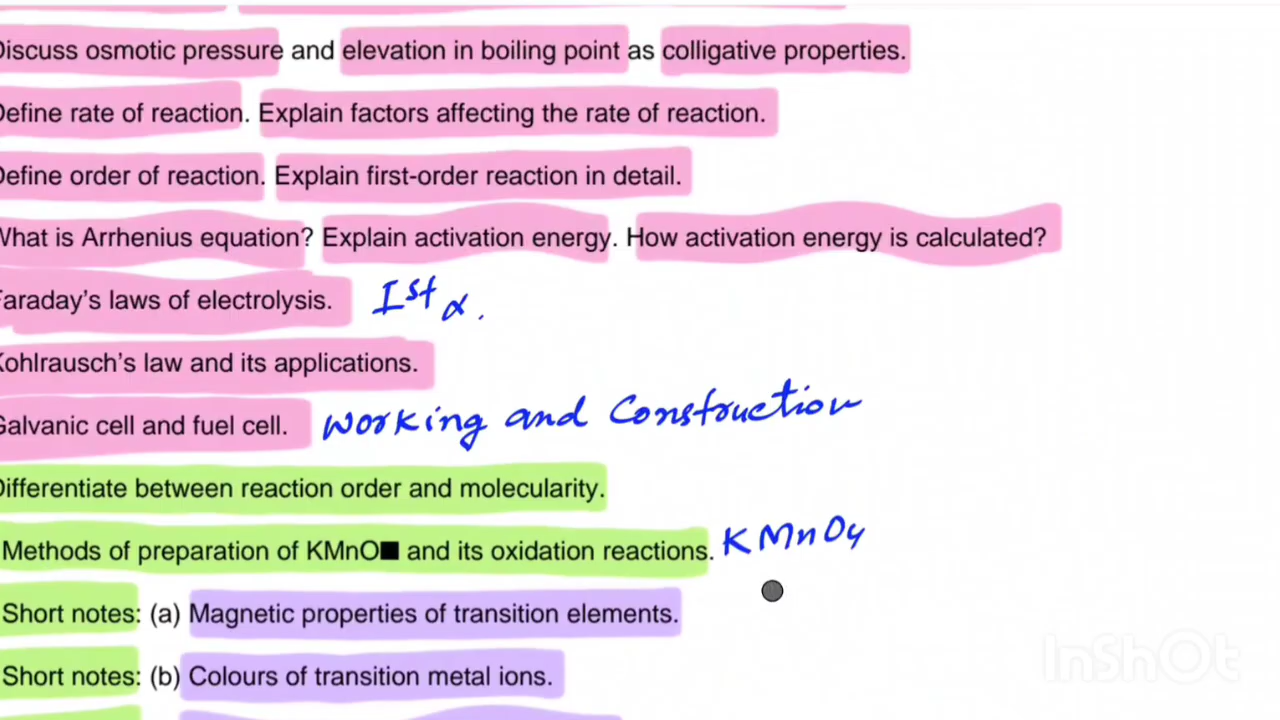 Discuss osmotic pressure and elevation in boiling point as colligative properties.
Define rate of reaction. Explain factors affecting the rate of reaction.
Define order of reaction. Explain first-order reaction in detail.
What is Arrhenius equation? Explain activation energy. How activation energy is calculated?
Faraday’s laws of electrolysis. Ist α.
Kohlrausch’s law and its applications.
Galvanic cell and fuel cell. Working and Construction
Differentiate between reaction order and molecularity.
Methods of preparation of KMnO■ and its oxidation reactions. KMnO4
Short notes: (a) Magnetic properties of transition elements.
Short notes: (b) Colours of transition metal ions.
InShOt